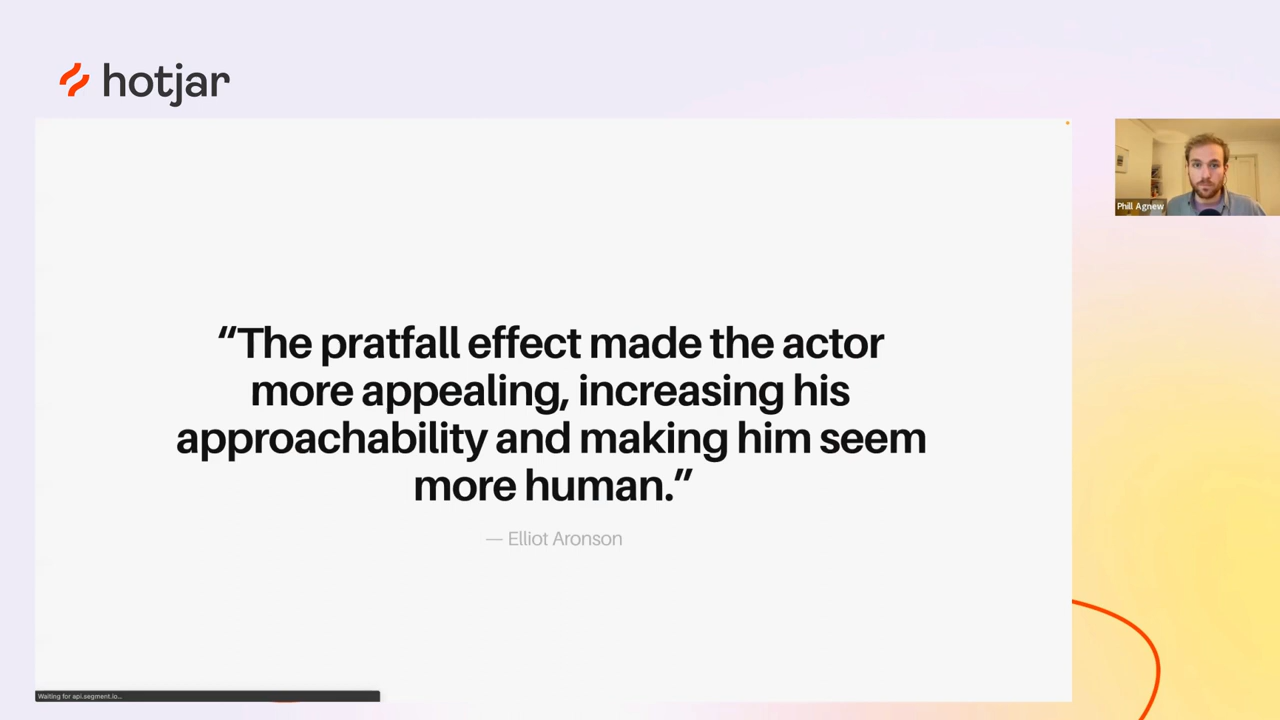 hotjar
Phill Agnew
“The pratfall effect made the actor
more appealing, increasing his
approachability and making him seem
more human.”
— Elliot Aronson
Waiting for api.segment.io...